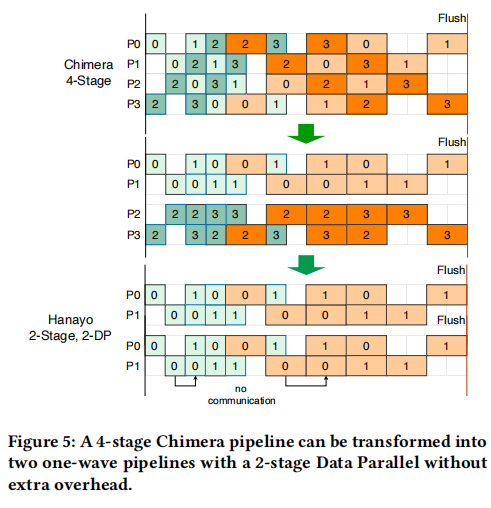 Flush
Chimera
4-Stage
P0 0 1 2 2 3 3 3 0 1
P1 0 2 1 3 2 0 3 1
P2 2 0 3 1 0 2 1 3
P3 2 3 0 0 1 1 2 3
Flush
P0 0 1 0 0 1 1 0 1
P1 0 0 1 1 0 0 1 1
P2 2 2 3 3 2 2 3 3
P3 2 3 2 2 3 3 2 3
Flush
Hanayo
2-Stage, 2-DP
P0 0 1 0 0 1 1 0 1
P1 0 0 1 1 0 0 1 1
Flush
P0 0 1 0 0 1 1 0 1
P1 0 0 1 1 0 0 1 1
no
communication
Figure 5: A 4-stage Chimera pipeline can be transformed into
two one-wave pipelines with a 2-stage Data Parallel without
extra overhead.